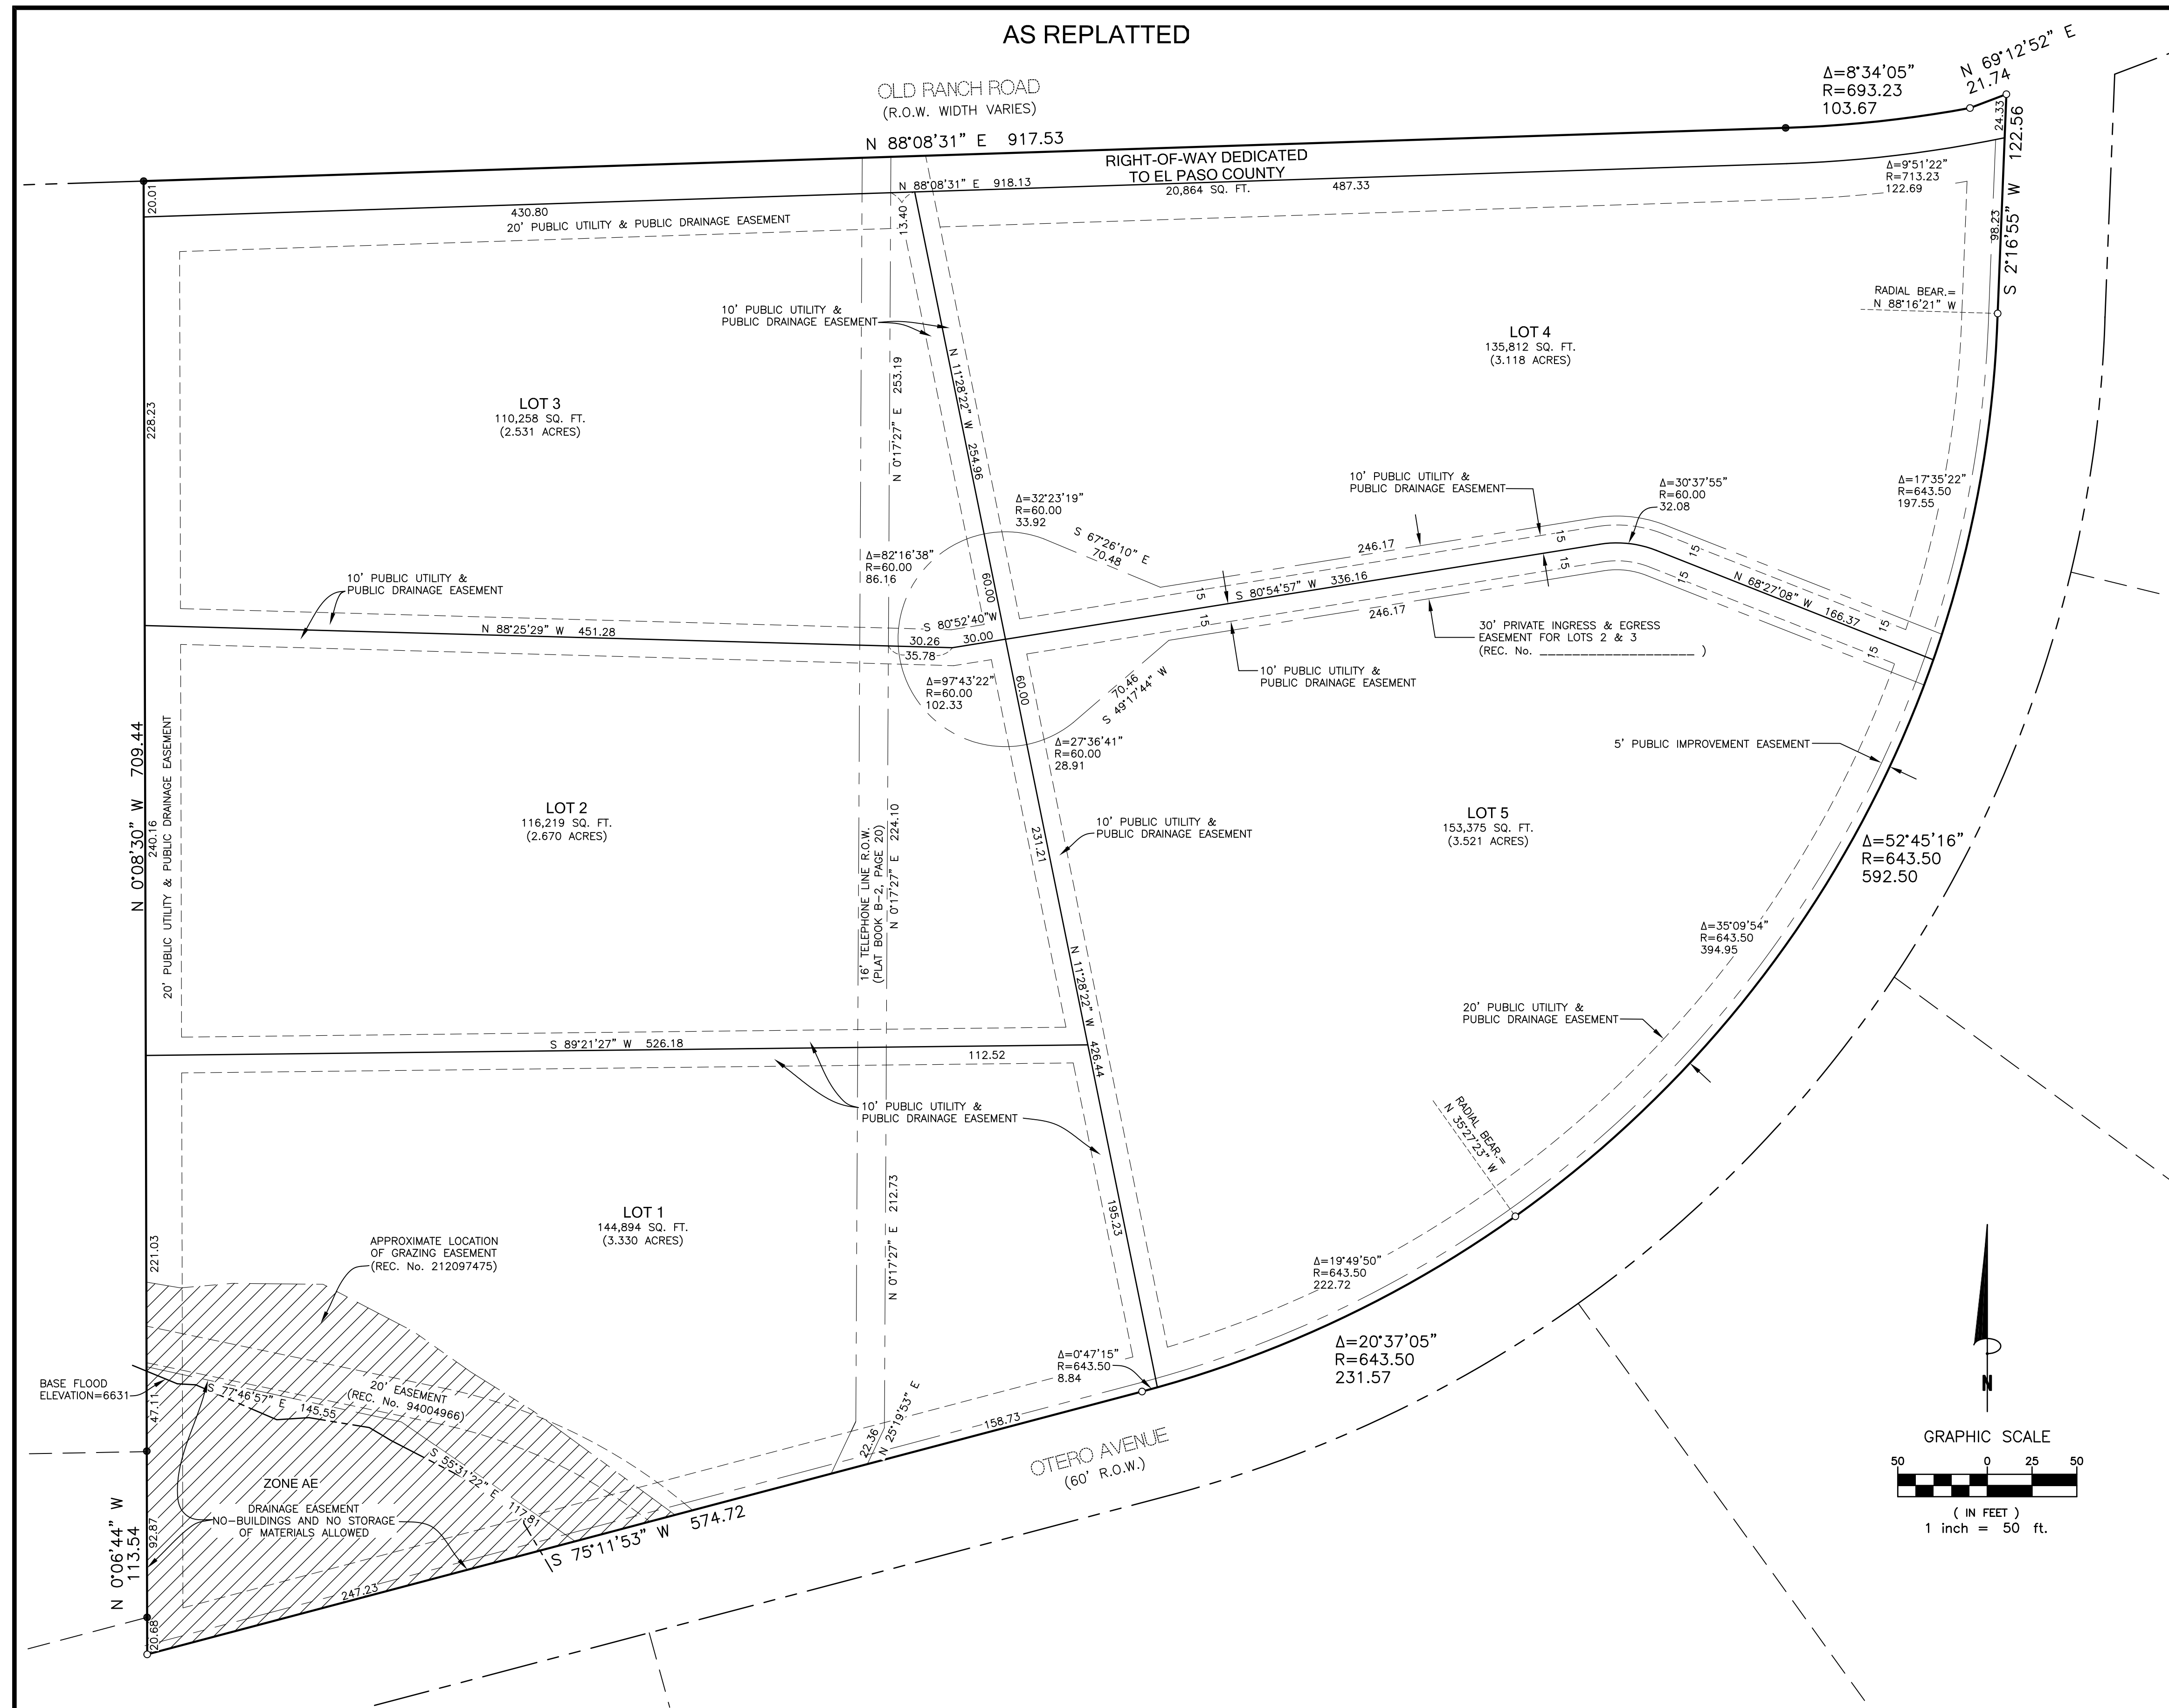 AS REPLATTED
OLD RANCH ROAD
(R.O.W. WIDTH VARIES)
N 88°08'31" E 917.53
Δ=8°34'05"
R=693.23
103.67
N 69°12'52" E
21.74
24.33
S 2°16'55" W 122.56
98.23
RIGHT-OF-WAY DEDICATED
TO EL PASO COUNTY
20,864 SQ. FT.
N 88°08'31" E 918.13
487.33
Δ=9°51'22"
R=713.23
122.69
20.01
430.80
20' PUBLIC UTILITY & PUBLIC DRAINAGE EASEMENT
13.40
RADIAL BEAR.=
N 88°16'21" W
10' PUBLIC UTILITY &
PUBLIC DRAINAGE EASEMENT
N 11°28'22" W 254.96
N 0°17'27" E 253.19
LOT 4
135,812 SQ. FT.
(3.118 ACRES)
LOT 3
110,258 SQ. FT.
(2.531 ACRES)
228.23
Δ=32°23'19"
R=60.00
33.92
S 67°26'10" E
70.48
10' PUBLIC UTILITY &
PUBLIC DRAINAGE EASEMENT
Δ=30°37'55"
R=60.00
32.08
Δ=17°35'22"
R=643.50
197.55
Δ=82°16'38"
R=60.00
86.16
60.00
246.17
15
15
15
15
N 68°27'08" W 166.37
15
15
S 80°54'57" W 336.16
15
15
246.17
10' PUBLIC UTILITY &
PUBLIC DRAINAGE EASEMENT
N 88°25'29" W 451.28
S 80°52'40"W
30.26
30.00
35.78
30' PRIVATE INGRESS & EGRESS
EASEMENT FOR LOTS 2 & 3
(REC. No. ____________________ )
10' PUBLIC UTILITY &
PUBLIC DRAINAGE EASEMENT
Δ=97°43'22"
R=60.00
102.33
60.00
70.46
S 49°17'44" W
Δ=27°36'41"
R=60.00
28.91
5' PUBLIC IMPROVEMENT EASEMENT
N 0°08'30" W 709.44
240.16
20' PUBLIC UTILITY & PUBLIC DRAINAGE EASEMENT
LOT 2
116,219 SQ. FT.
(2.670 ACRES)
16' TELEPHONE LINE R.O.W.
(PLAT BOOK B-2, PAGE 20)
N 0°17'27" E 224.10
231.21
10' PUBLIC UTILITY &
PUBLIC DRAINAGE EASEMENT
LOT 5
153,375 SQ. FT.
(3.521 ACRES)
Δ=52°45'16"
R=643.50
592.50
Δ=35°09'54"
R=643.50
394.95
N 11°28'22" W 426.44
20' PUBLIC UTILITY &
PUBLIC DRAINAGE EASEMENT
S 89°21'27" W 526.18
112.52
10' PUBLIC UTILITY &
PUBLIC DRAINAGE EASEMENT
RADIAL BEAR.=
N 35°27'23" W
LOT 1
144,894 SQ. FT.
(3.330 ACRES)
N 0°17'27" E 212.73
195.23
221.03
APPROXIMATE LOCATION
OF GRAZING EASEMENT
(REC. No. 212097475)
Δ=19°49'50"
R=643.50
222.72
Δ=20°37'05"
R=643.50
231.57
Δ=0°47'15"
R=643.50
8.84
BASE FLOOD
ELEVATION=6631
S 77°46'57" E 145.55
20' EASEMENT
(REC. No. 94004966)
47.11
S 55°31'22" E 117.81
22.36
N 25°19'53" E
158.73
OTERO AVENUE
(60' R.O.W.)
ZONE AE
DRAINAGE EASEMENT
NO-BUILDINGS AND NO STORAGE
OF MATERIALS ALLOWED
S 75°11'53" W 574.72
N 0°06'44" W
113.54
92.87
247.23
20.68
N
GRAPHIC SCALE
50 0 25 50
( IN FEET )
1 inch = 50 ft.